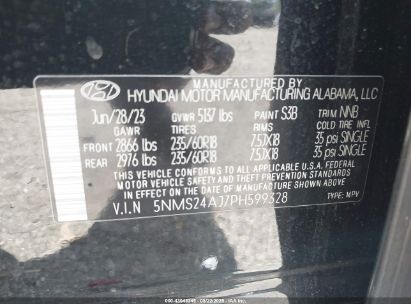 MANUFACTURED BY
HYUNDAI MOTOR MANUFACTURING ALABAMA, LLC
Jun/28/23 GVWR 5137 lbs PAINT S3B TRIM NNB
GAWR TIRES RIMS COLD TIRE INFL
FRONT 2866 lbs 235/60R18 7.5JX18 35 psi SINGLE
REAR 2976 lbs 235/60R18 7.5JX18 35 psi SINGLE
THIS VEHICLE CONFORMS TO ALL APPLICABLE U.S.A. FEDERAL
MOTOR VEHICLE SAFETY AND THEFT PREVENTION STANDARDS
IN EFFECT ON THE DATE OF MANUFACTURE SHOWN ABOVE.
V.I.N 5NMS24AJ7PH599328 TYPE: MPV